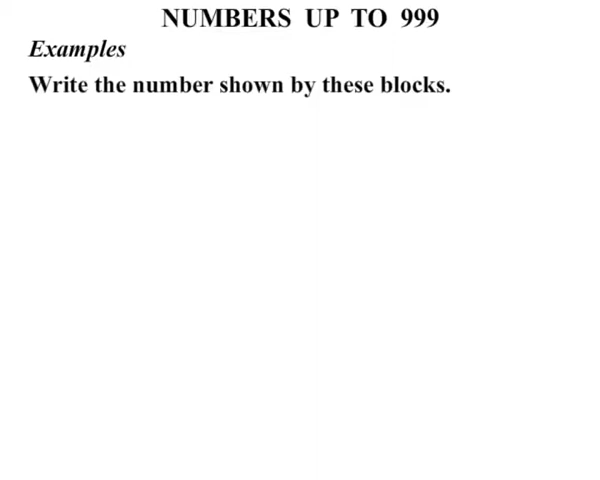 NUMBERS UP TO 999
Examples
Write the number shown by these blocks.